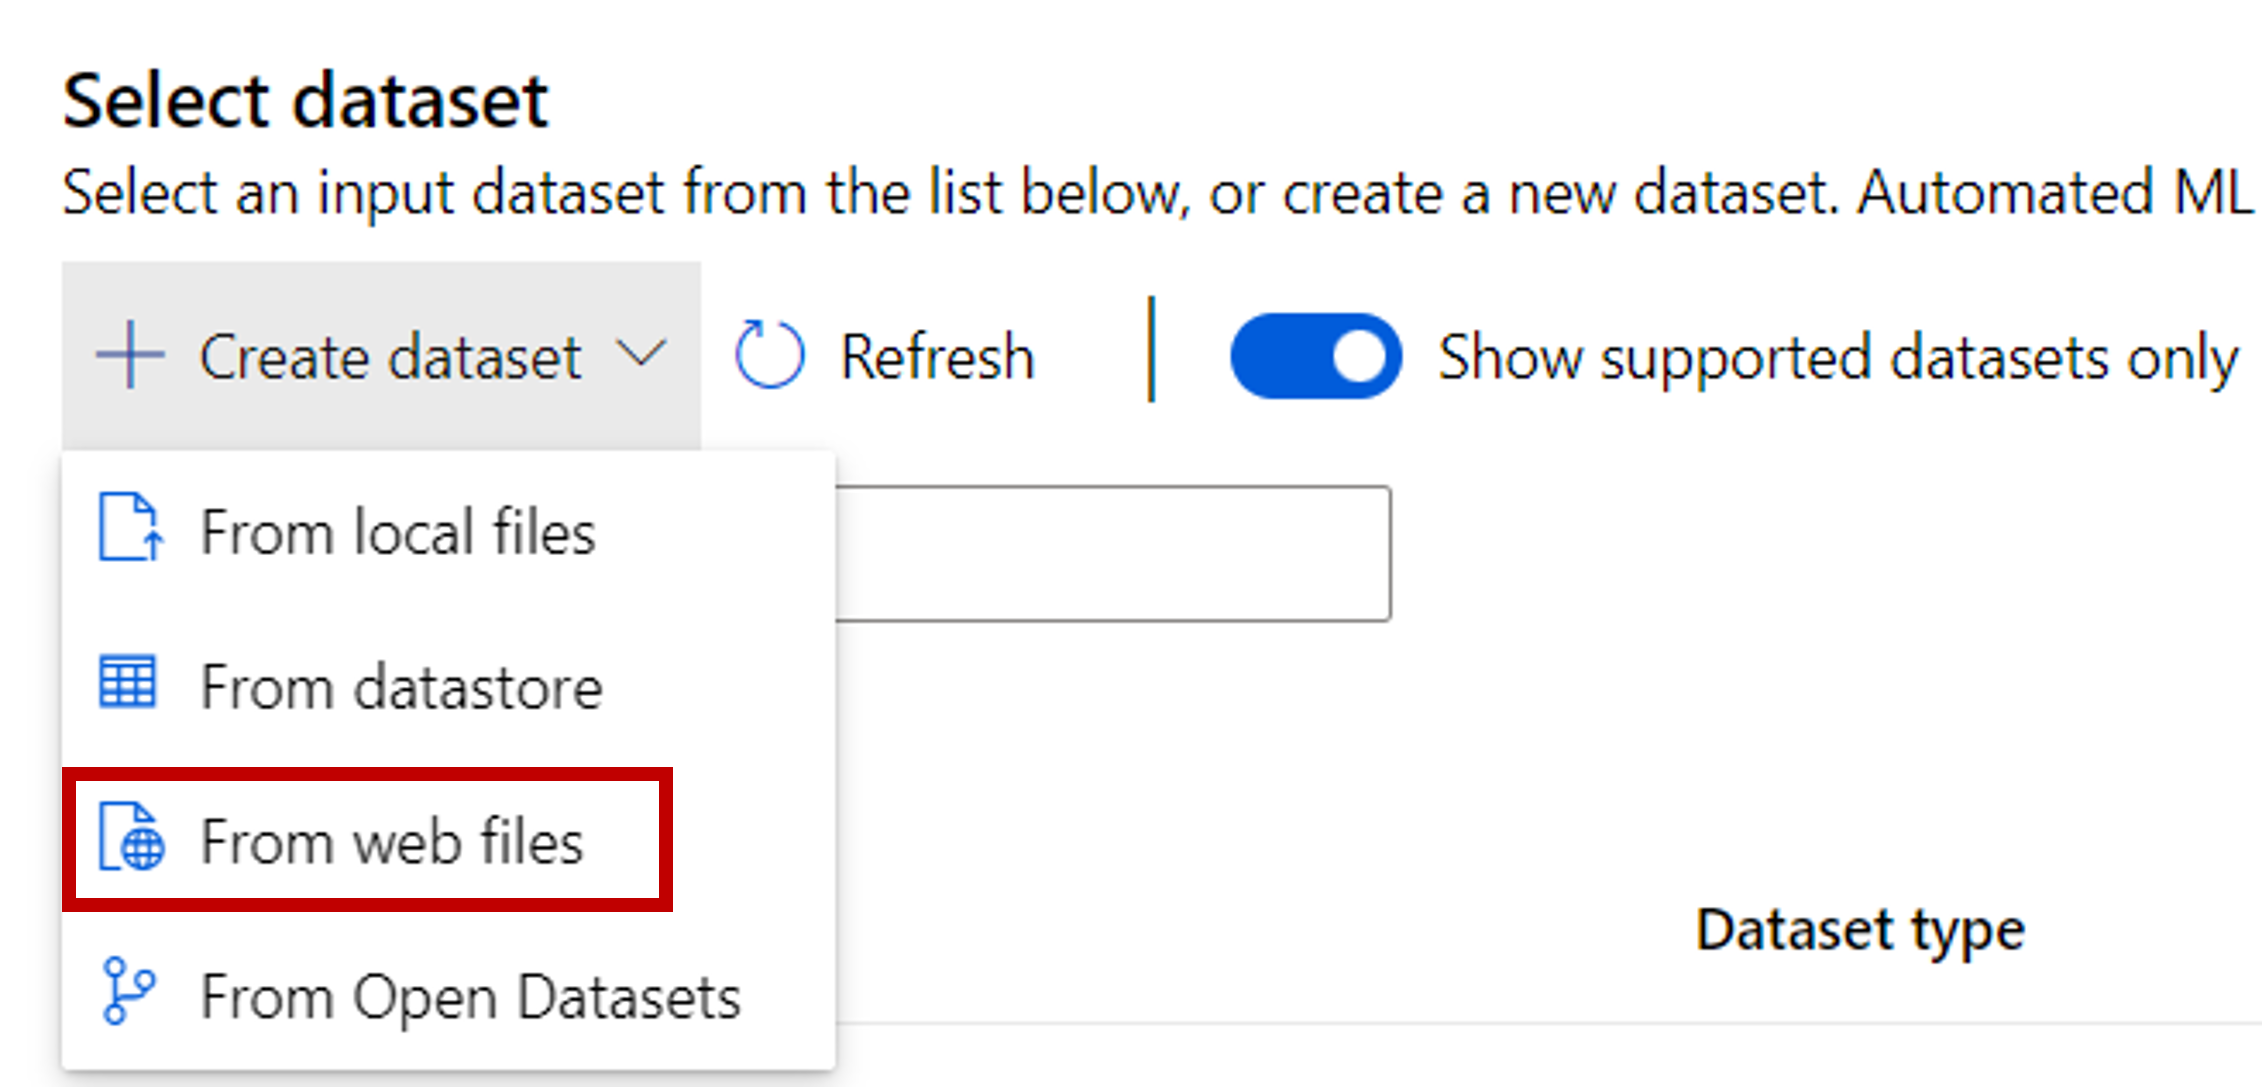 Select dataset
Select an input dataset from the list below, or create a new dataset. Automated ML
Create dataset Refresh Show supported datasets only
From local files
From datastore
From web files
Dataset type
From Open Datasets